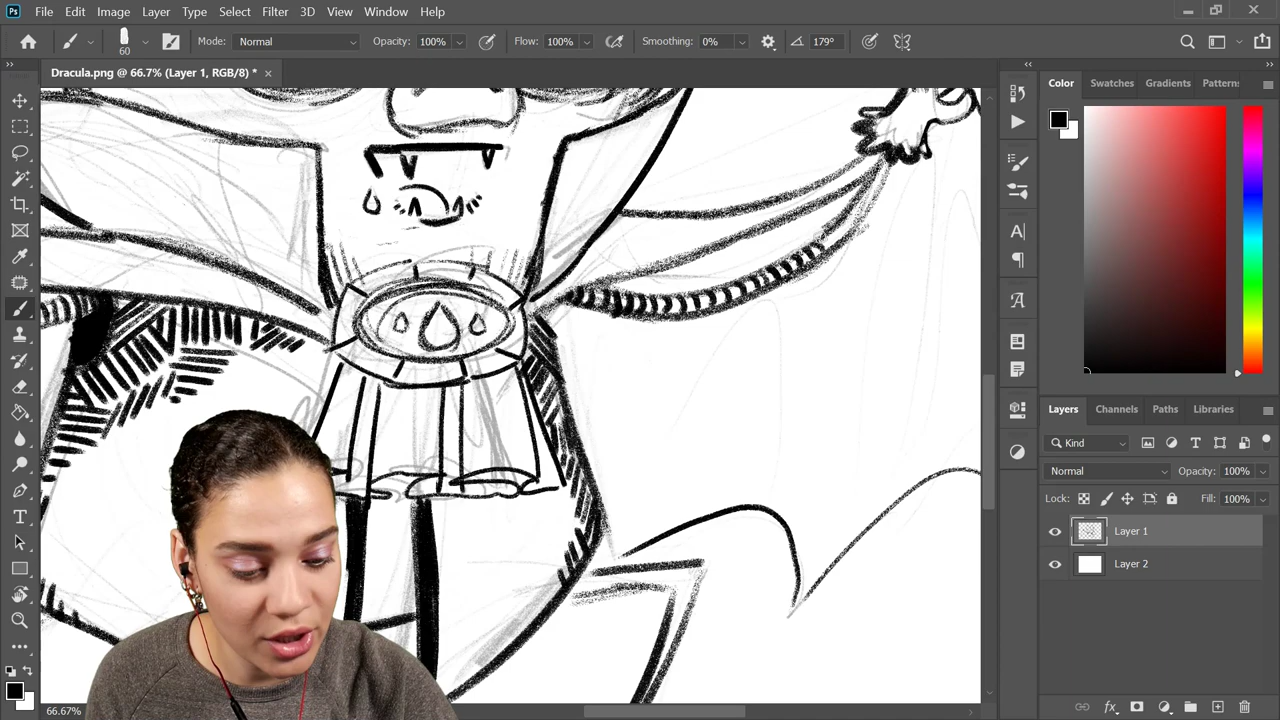 Ps File Edit Image Layer Type Select Filter 3D View Window Help
60 Mode: Normal Opacity: 100% Flow: 100% Smoothing: 0% 179°
Dracula.png @ 66.7% (Layer 1, RGB/8) *
Color Swatches Gradients Patterns
Layers Channels Paths Libraries
Kind
Normal Opacity: 100%
Lock: Fill: 100%
Layer 1
Layer 2
66.67%